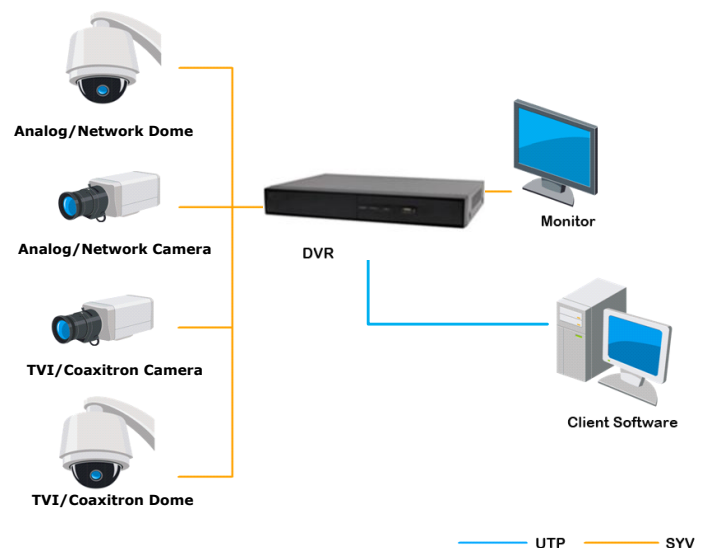 Analog/Network Dome
Analog/Network Camera
TVI/Coaxitron Camera
TVI/Coaxitron Dome
DVR
Monitor
Client Software
UTP
SYV